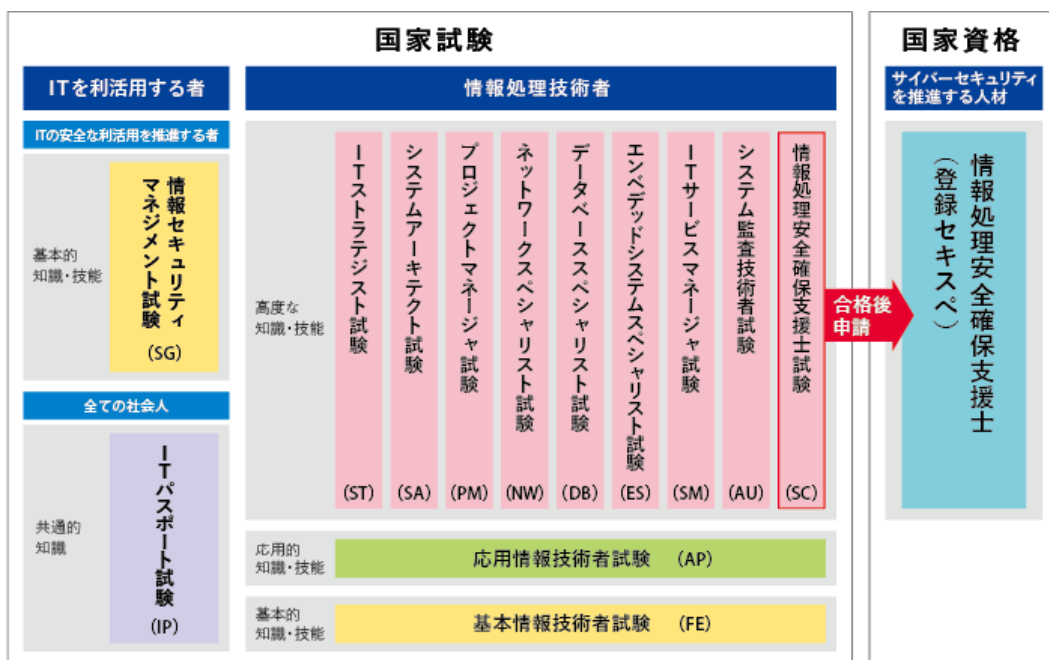 国家試験
ITを利活用する者
ITの安全な利活用を推進する者
基本的
知識・技能
情報セキュリティ
マネジメント試験
(SG)
全ての社会人
共通的
知識
ITパスポート試験
(IP)
情報処理技術者
高度な
知識・技能
ITストラテジスト試験
(ST)
システムアーキテクト試験
(SA)
プロジェクトマネージャ試験
(PM)
ネットワークスペシャリスト試験
(NW)
データベーススペシャリスト試験
(DB)
エンベデッドシステムスペシャリスト試験
(ES)
ITサービスマネージャ試験
(SM)
システム監査技術者試験
(AU)
情報処理安全確保支援士試験
(SC)
応用的
知識・技能
応用情報技術者試験 (AP)
基本的
知識・技能
基本情報技術者試験 (FE)
合格後
申請
国家資格
サイバーセキュリティ
を推進する人材
情報処理安全確保支援士
(登録セキスペ)